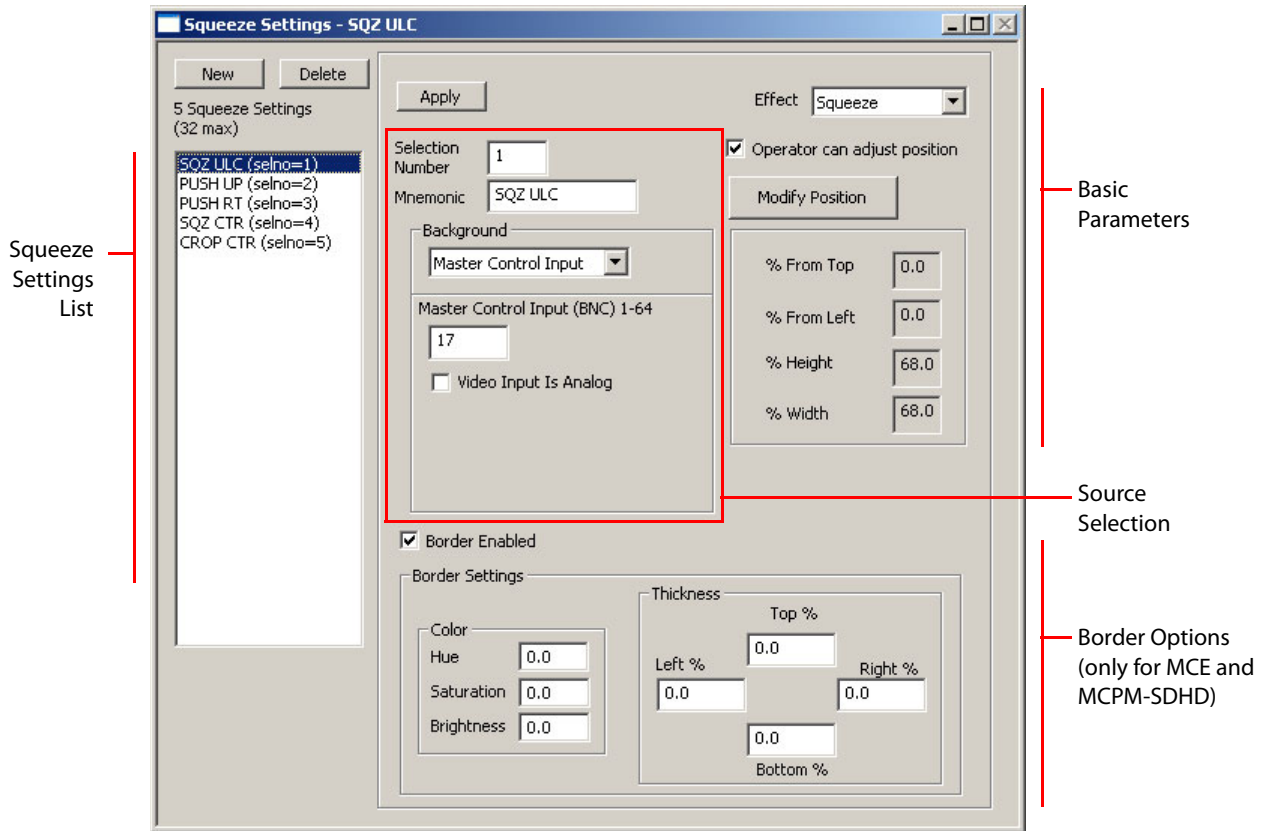 Squeeze Settings - SQZ ULC
New
Delete
5 Squeeze Settings
(32 max)
SQZ ULC (selno=1)
PUSH UP (selno=2)
PUSH RT (selno=3)
SQZ CTR (selno=4)
CROP CTR (selno=5)
Apply
Effect
Squeeze
Selection
Number
1
Mnemonic
SQZ ULC
Operator can adjust position
Modify Position
Background
Master Control Input
Master Control Input (BNC) 1-64
17
Video Input Is Analog
% From Top
0.0
% From Left
0.0
% Height
68.0
% Width
68.0
Border Enabled
Border Settings
Color
Hue
0.0
Saturation
0.0
Brightness
0.0
Thickness
Top %
0.0
Left %
0.0
Right %
0.0
0.0
Bottom %
Squeeze
Settings
List
Basic
Parameters
Source
Selection
Border Options
(only for MCE and
MCPM-SDHD)